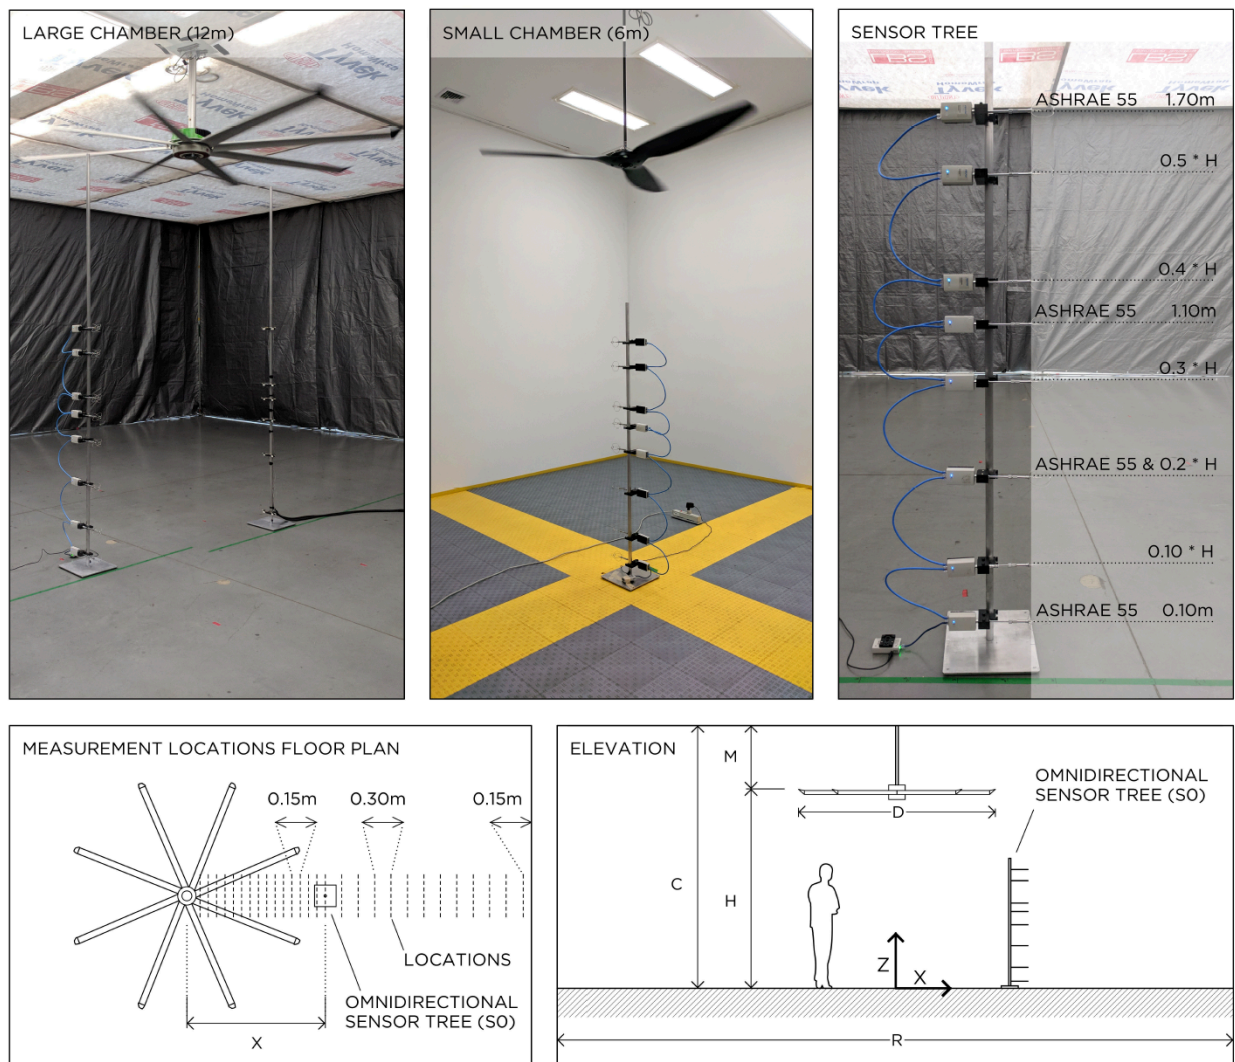 LARGE CHAMBER (12m)
SMALL CHAMBER (6m)
SENSOR TREE
ASHRAE 55 1.70m
0.5 * H
0.4 * H
ASHRAE 55 1.10m
0.3 * H
ASHRAE 55 & 0.2 * H
0.10 * H
ASHRAE 55 0.10m
MEASUREMENT LOCATIONS FLOOR PLAN
0.15m 0.30m 0.15m
LOCATIONS
OMNIDIRECTIONAL
SENSOR TREE (S0)
X
ELEVATION
M
OMNIDIRECTIONAL
SENSOR TREE (S0)
D
C
H
Z
X
R